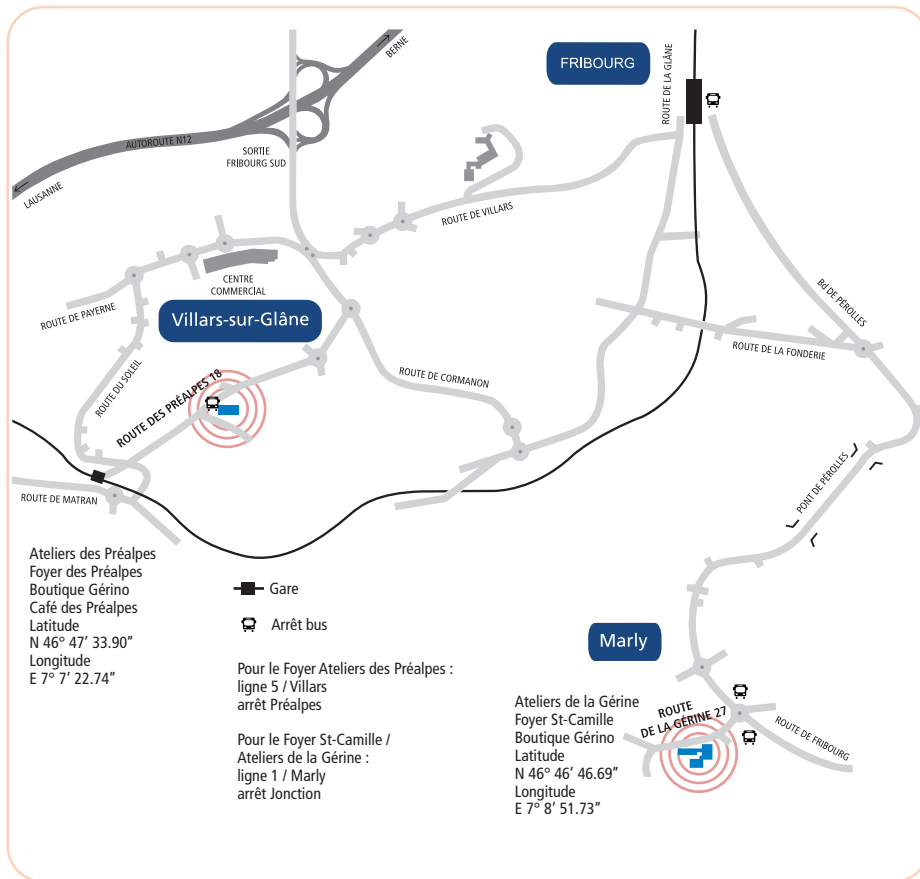 BERNE
FRIBOURG
ROUTE DE LA GLÂNE
AUTOROUTE N12
SORTIE
FRIBOURG SUD
LAUSANNE
ROUTE DE VILLARS
CENTRE
COMMERCIAL
ROUTE DE PAYERNE
Villars-sur-Glâne
Bd DE PÉROLLES
ROUTE DE LA FONDERIE
ROUTE DU SOLEIL
ROUTE DES PRÉALPES 18
ROUTE DE CORMANON
PONT DE PÉROLLES
ROUTE DE MATRAN
Ateliers des Préalpes
Foyer des Préalpes
Boutique Gérino
Café des Préalpes
Latitude
N 46° 47’ 33.90’’
Longitude
E 7° 7’ 22.74’’
Gare
Arrêt bus
Pour le Foyer Ateliers des Préalpes :
ligne 5 / Villars
arrêt Préalpes
Pour le Foyer St-Camille /
Ateliers de la Gérine :
ligne 1 / Marly
arrêt Jonction
Marly
Ateliers de la Gérine
Foyer St-Camille
Boutique Gérino
Latitude
N 46° 46’ 46.69’’
Longitude
E 7° 8’ 51.73’’
ROUTE
DE LA GÉRINE 27
ROUTE DE FRIBOURG